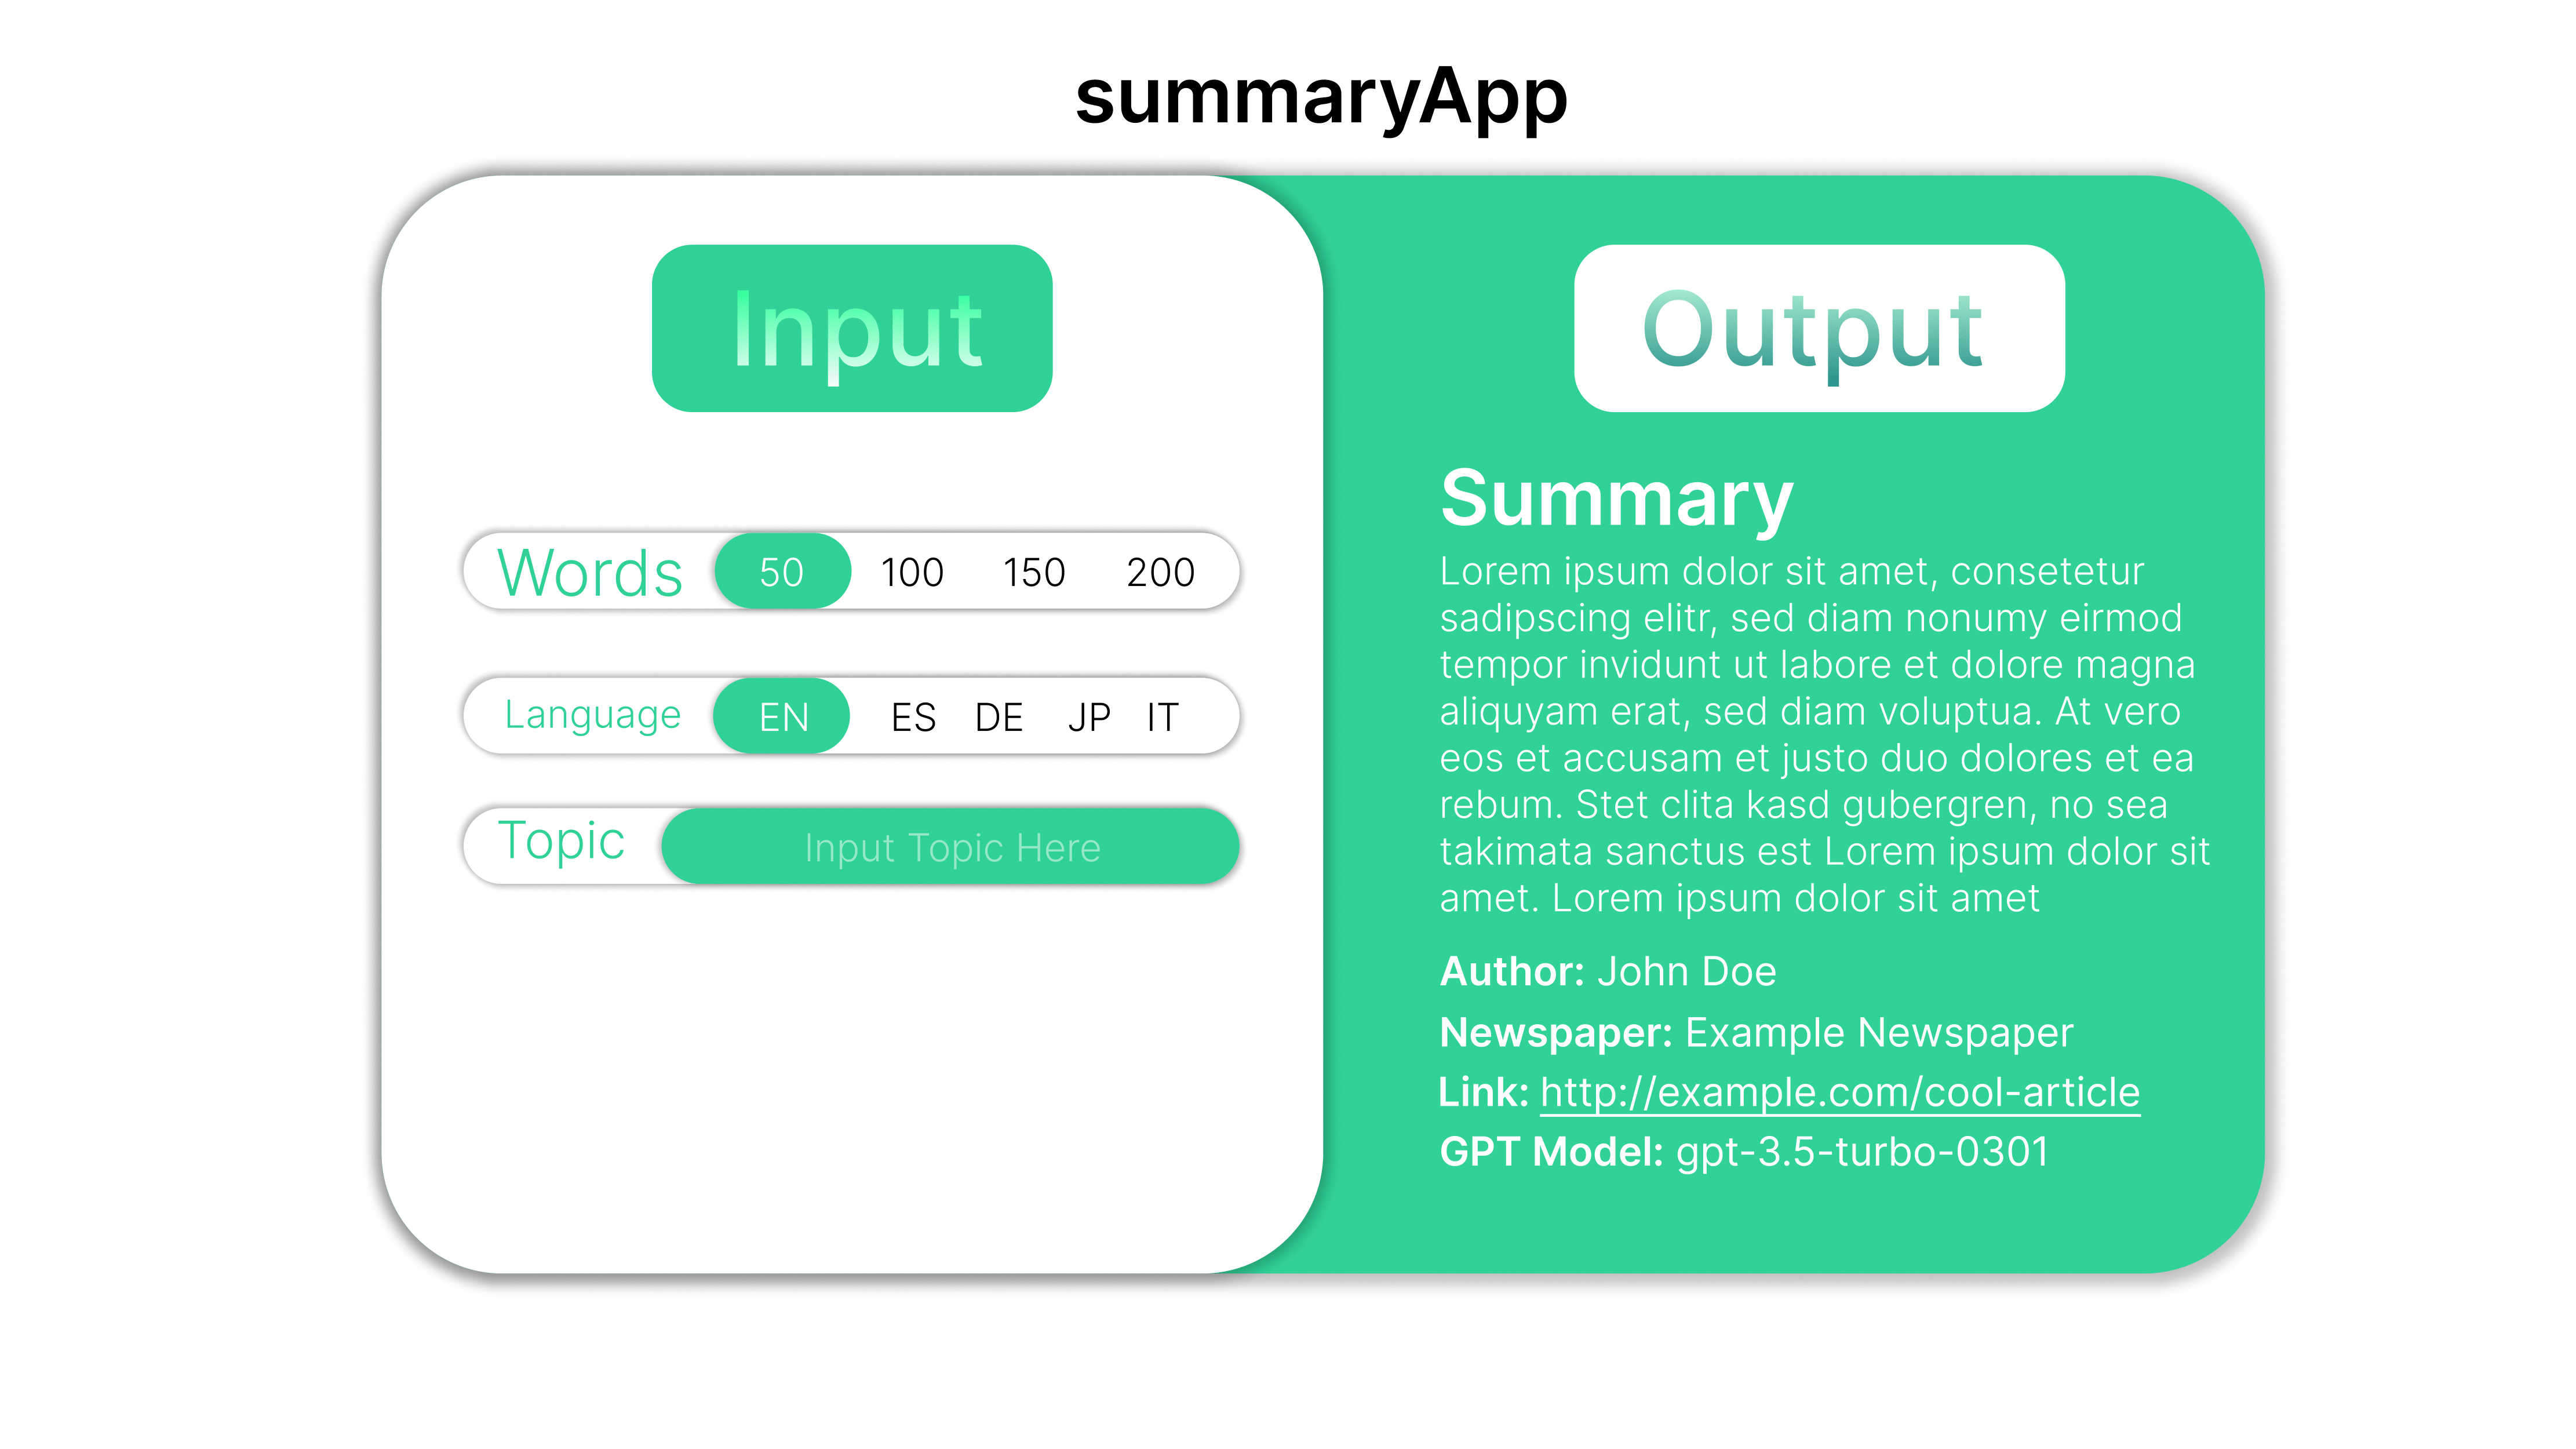 summaryApp
Input
Words 50 100 150 200
Language EN ES DE JP IT
Topic Input Topic Here
Output
Summary
Lorem ipsum dolor sit amet, consetetur
sadipscing elitr, sed diam nonumy eirmod
tempor invidunt ut labore et dolore magna
aliquyam erat, sed diam voluptua. At vero
eos et accusam et justo duo dolores et ea
rebum. Stet clita kasd gubergren, no sea
takimata sanctus est Lorem ipsum dolor sit
amet. Lorem ipsum dolor sit amet
Author: John Doe
Newspaper: Example Newspaper
Link: http://example.com/cool-article
GPT Model: gpt-3.5-turbo-0301